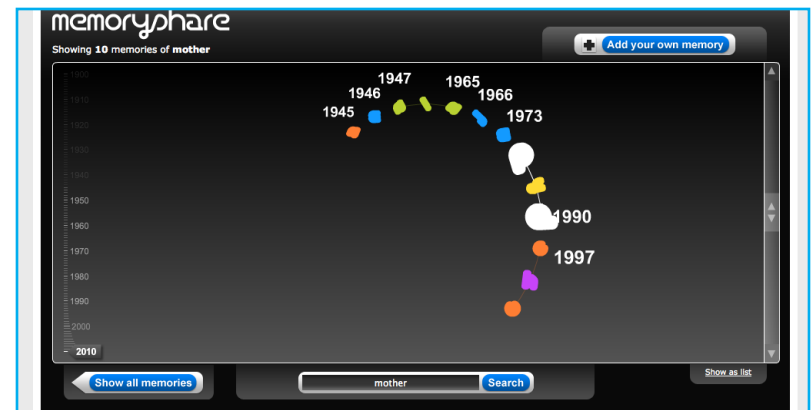 memoryshare
Showing 10 memories of mother
Add your own memory
1900
1910
1920
1930
1940
1950
1960
1970
1980
1990
2000
2010
1945
1946
1947
1965
1966
1973
1990
1997
Show all memories
mother
Search
Show as list